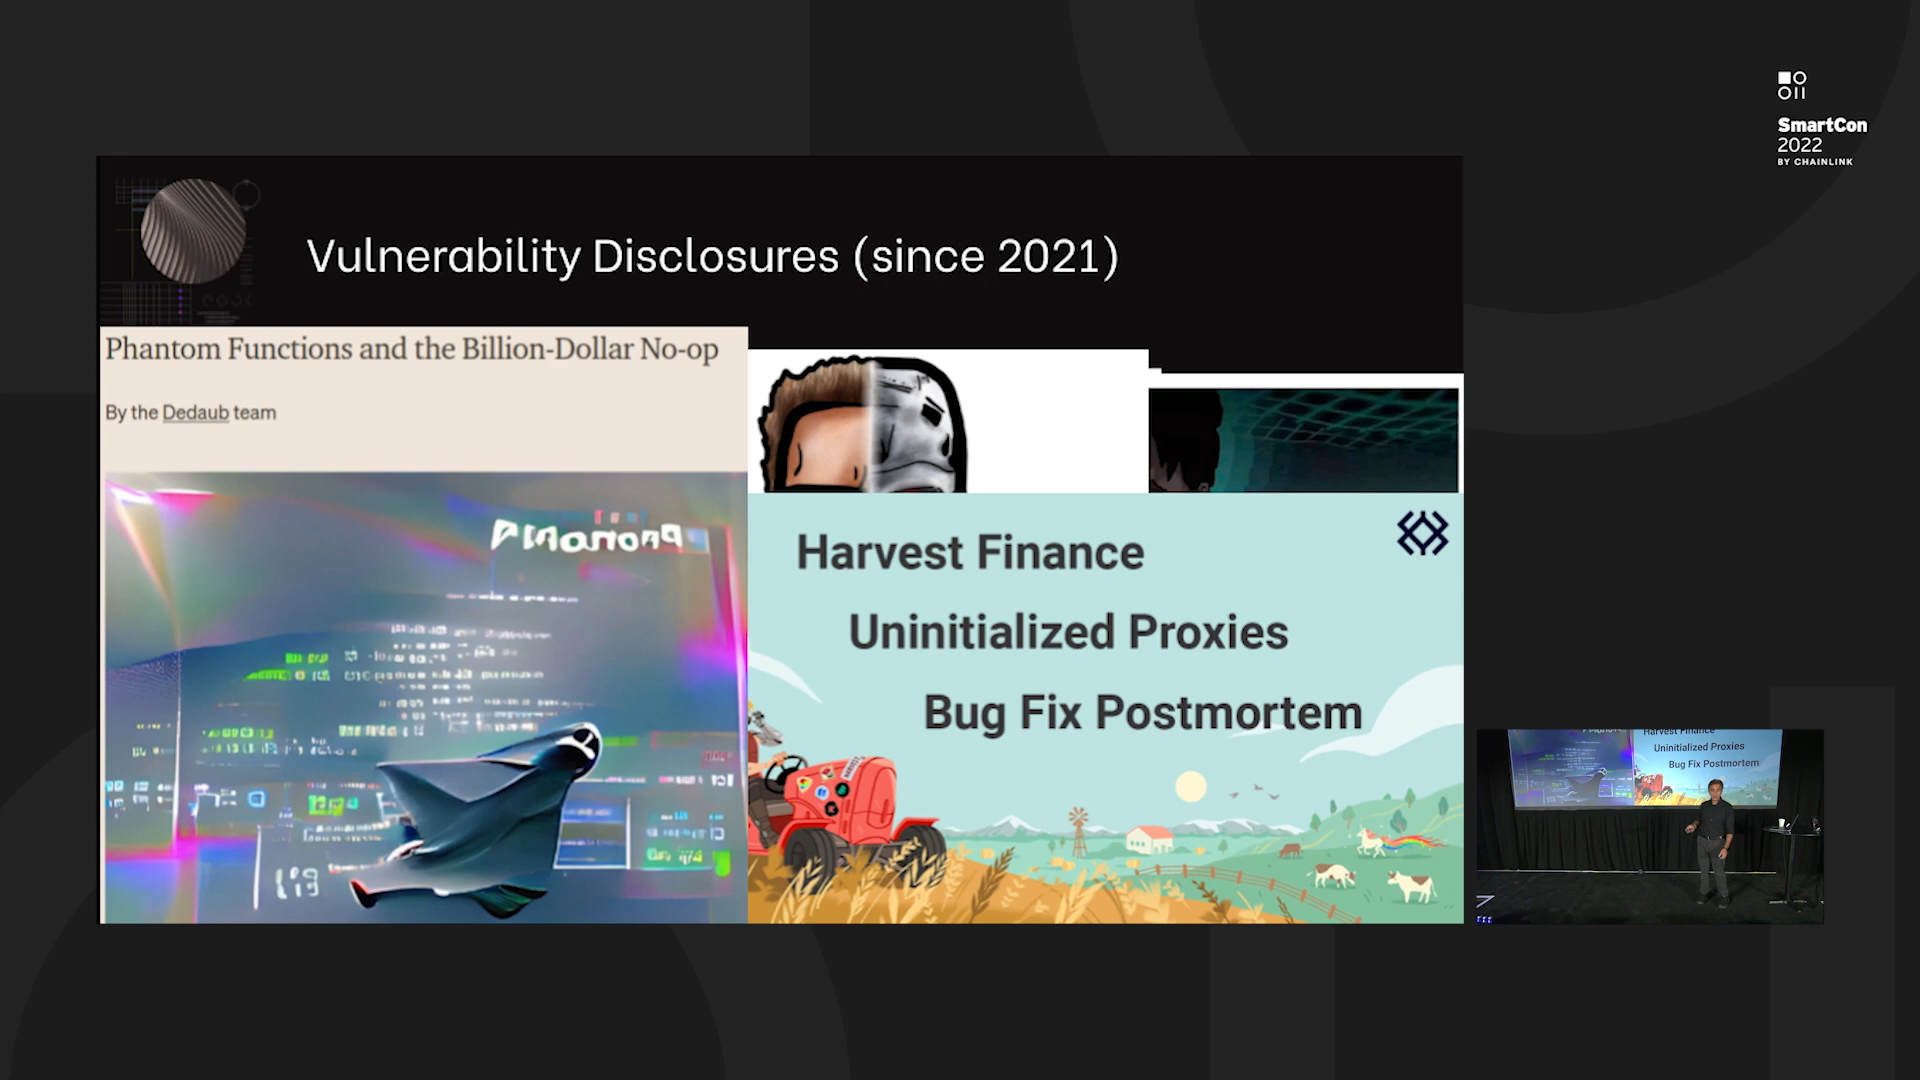 SmartCon
2022
BY CHAINLINK
Vulnerability Disclosures (since 2021)
Phantom Functions and the Billion-Dollar No-op
By the Dedaub team
Harvest Finance
Uninitialized Proxies
Bug Fix Postmortem
Harvest Finance
Uninitialized Proxies
Bug Fix Postmortem